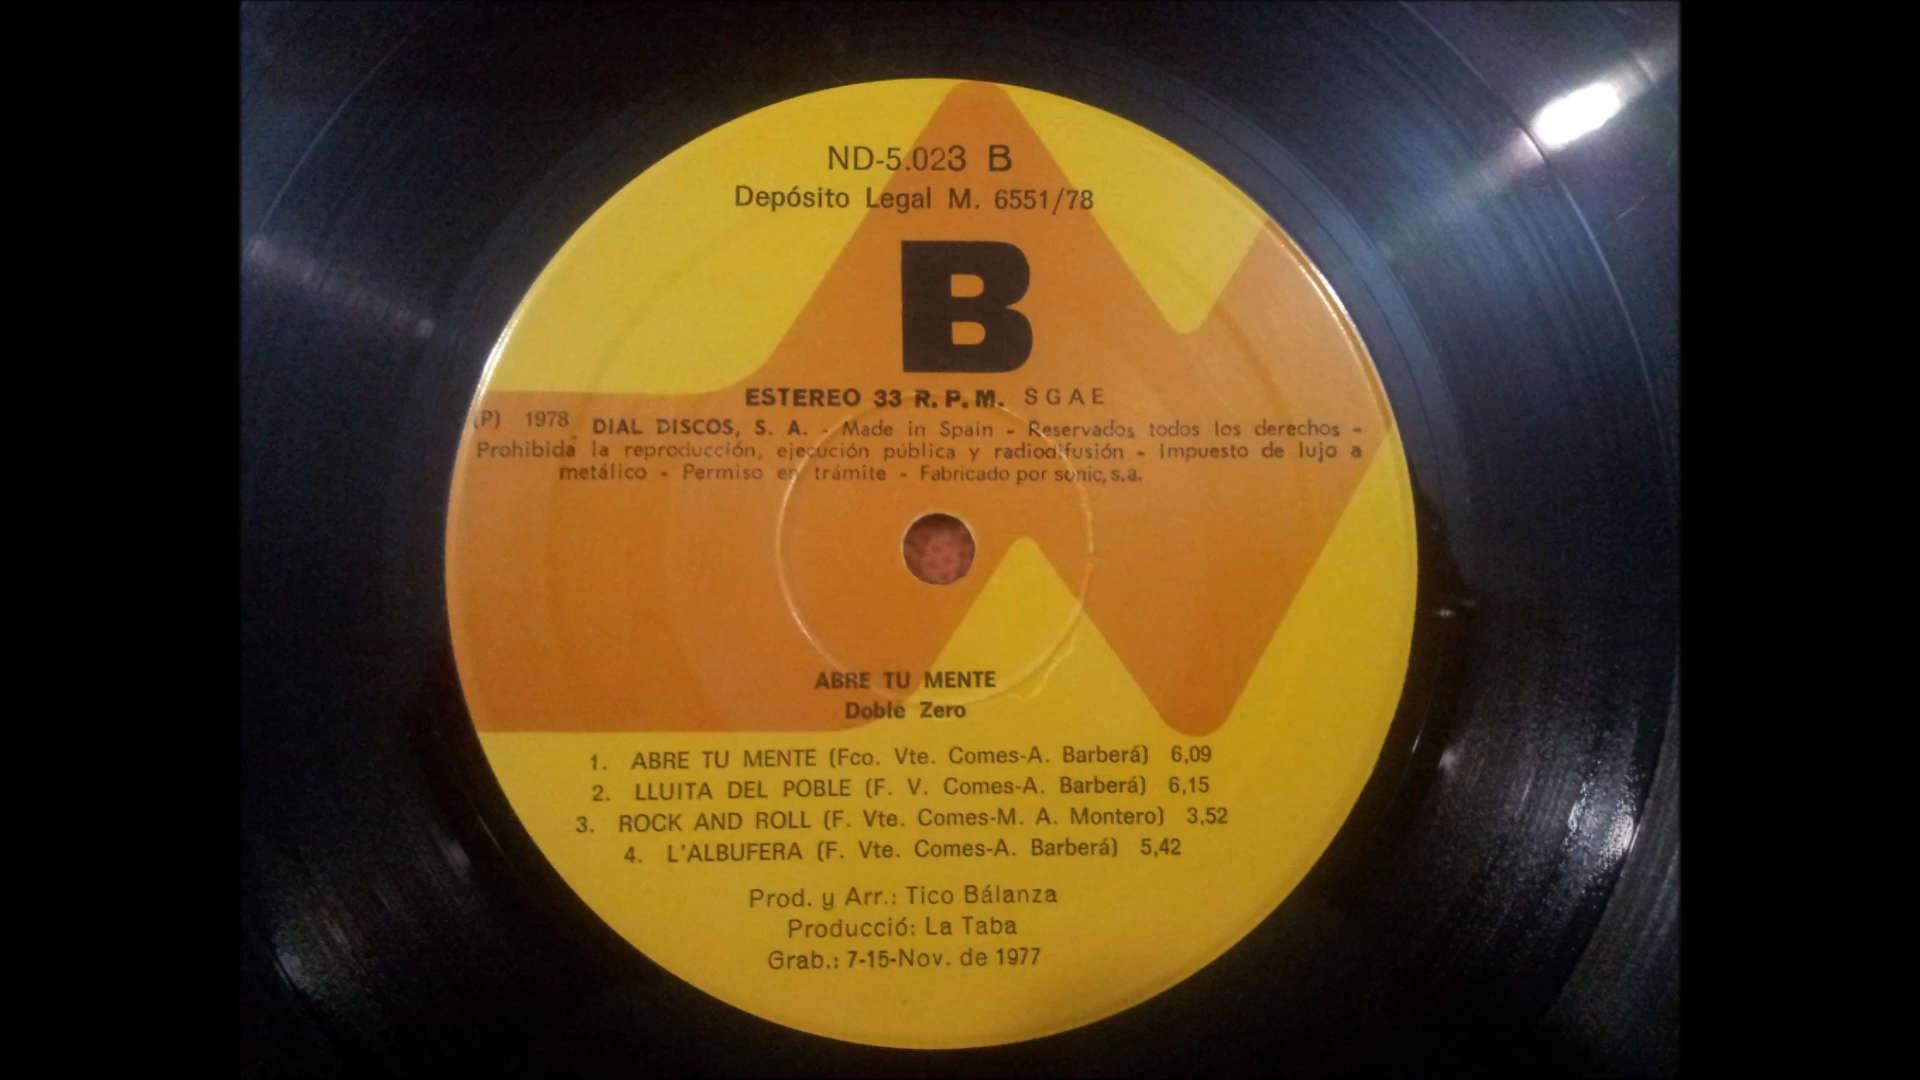 ND-5.023 B
Depósito Legal M. 6551/78
B
ESTEREO 33 R.P.M. SGAE
(P) 1978 DIAL DISCOS, S. A. - Made in Spain - Reservados todos los derechos -
Prohibida la reproducción, ejecución pública y radiodifusión - Impuesto de lujo a
metálico - Permiso en trámite - Fabricado por sonic, s.a.
ABRE TU MENTE
Doble Zero
1. ABRE TU MENTE (Fco. Vte. Comes-A. Barberá) 6,09
2. LLUITA DEL POBLE (F. V. Comes-A. Barberá) 6,15
3. ROCK AND ROLL (F. Vte. Comes-M. A. Montero) 3,52
4. L'ALBUFERA (F. Vte. Comes-A. Barberá) 5,42
Prod. y Arr.: Tico Bálanza
Producció: La Taba
Grab.: 7-15-Nov. de 1977